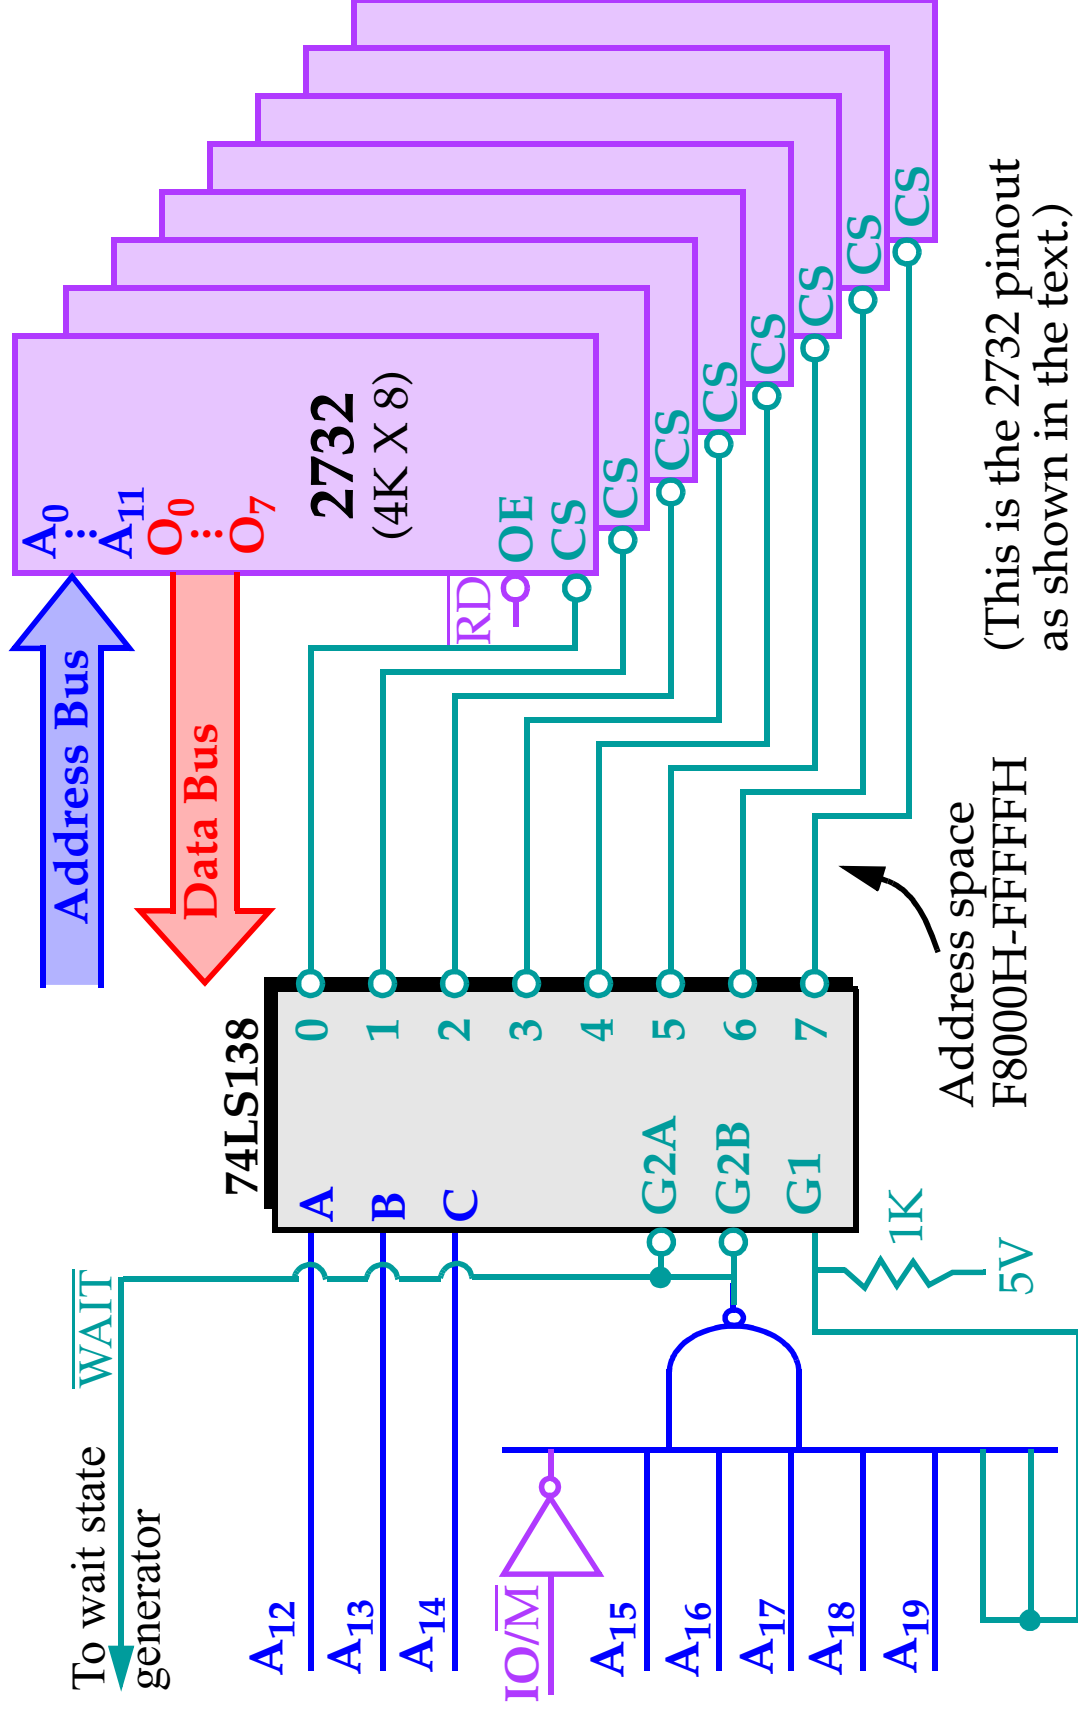 Address Bus
Data Bus
A0
A11
O0
O7
2732
(4K X 8)
RD
OE
CS
CS
CS
CS
CS
CS
CS
CS
To wait state
generator
WAIT
74LS138
A12
A13
A14
A
B
C
0
1
2
3
4
5
6
7
G2A
G2B
G1
IO/M
A15
A16
A17
A18
A19
1K
5V
Address space
F8000H-FFFFFH
(This is the 2732 pinout
as shown in the text.)